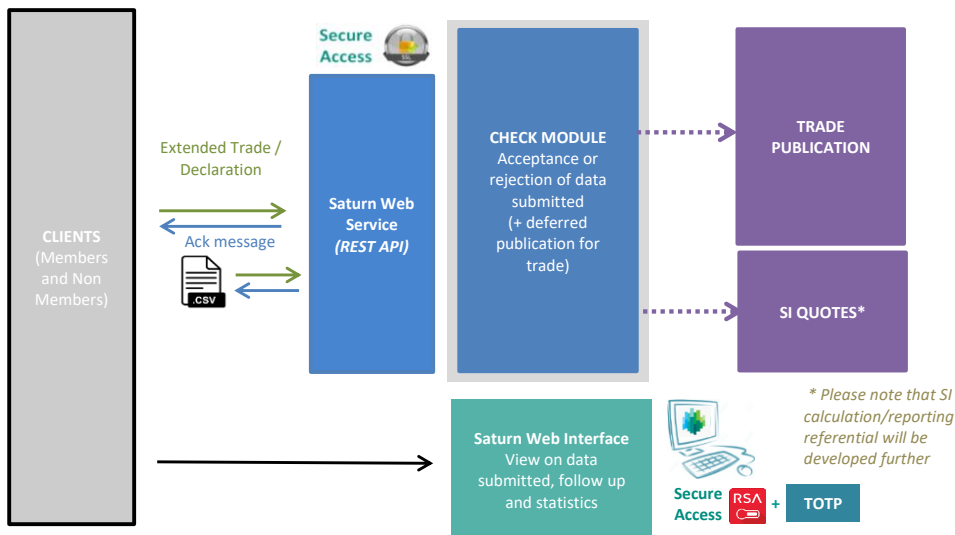 CLIENTS
(Members
and Non
Members)
Extended Trade /
Declaration
Ack message
.CSV
Secure
Access
SSL
Saturn Web
Service
(REST API)
CHECK MODULE
Acceptance or
rejection of data
submitted
(+ deferred
publication for
trade)
TRADE
PUBLICATION
SI QUOTES*
* Please note that SI
calculation/reporting
referential will be
developed further
Saturn Web Interface
View on data
submitted, follow up
and statistics
Secure
Access
RSA
+
TOTP